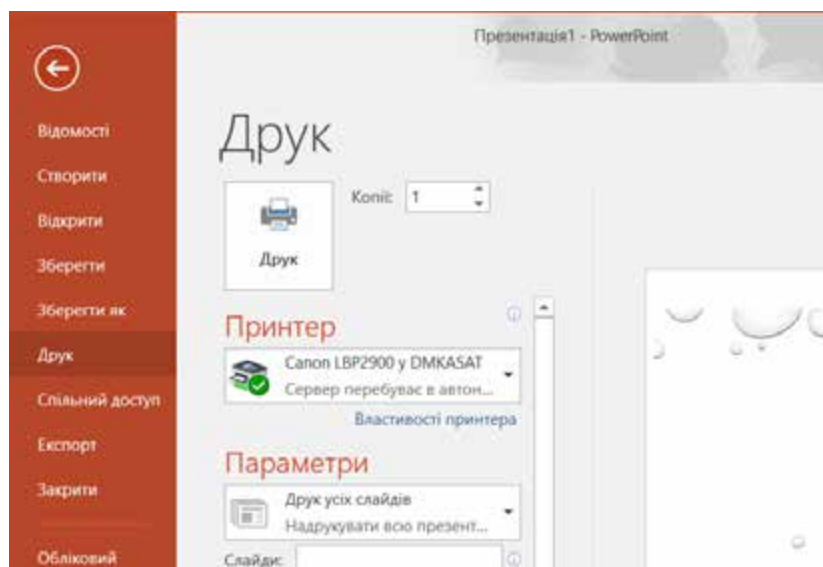 Презентація1 - PowerPoint
Відомості
Створити
Відкрити
Зберегти
Зберегти як
Друк
Спільний доступ
Експорт
Закрити
Обліковий
Друк
Копії: 1
Друк
Принтер
Canon LBP2900 у DMKASAT
Сервер перебуває в автон...
Властивості принтера
Параметри
Друк усіх слайдів
Надрукувати всю презент...
Слайди: